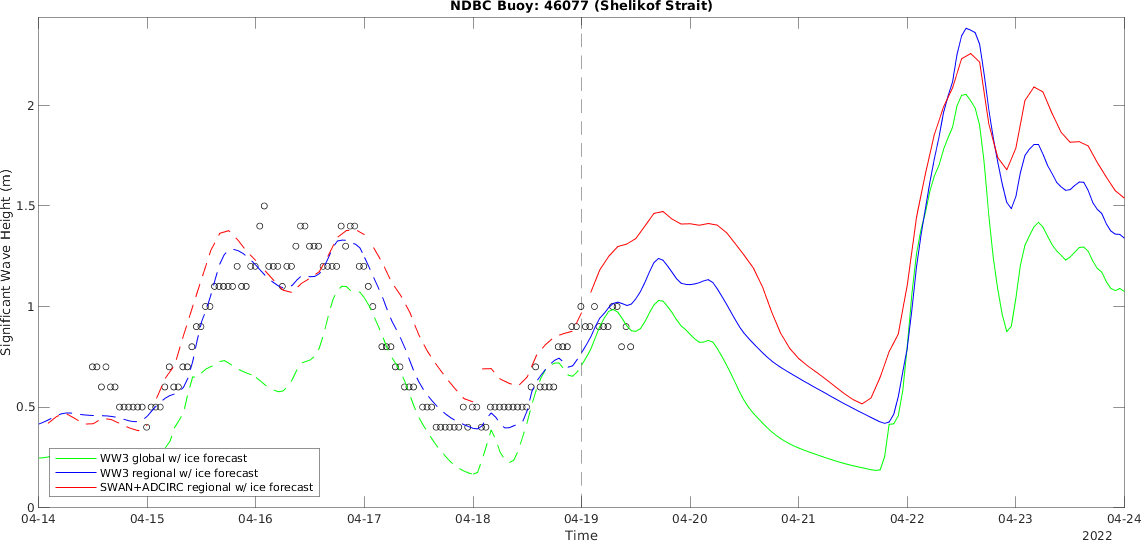 NDBC Buoy: 46077 (Shelikof Strait)
Significant Wave Height (m)
2
1.5
1
0.5
0
WW3 global w/ ice forecast
WW3 regional w/ ice forecast
SWAN+ADCIRC regional w/ ice forecast
04-14 04-15 04-16 04-17 04-18 04-19 04-20 04-21 04-22 04-23 04-24
Time
2022